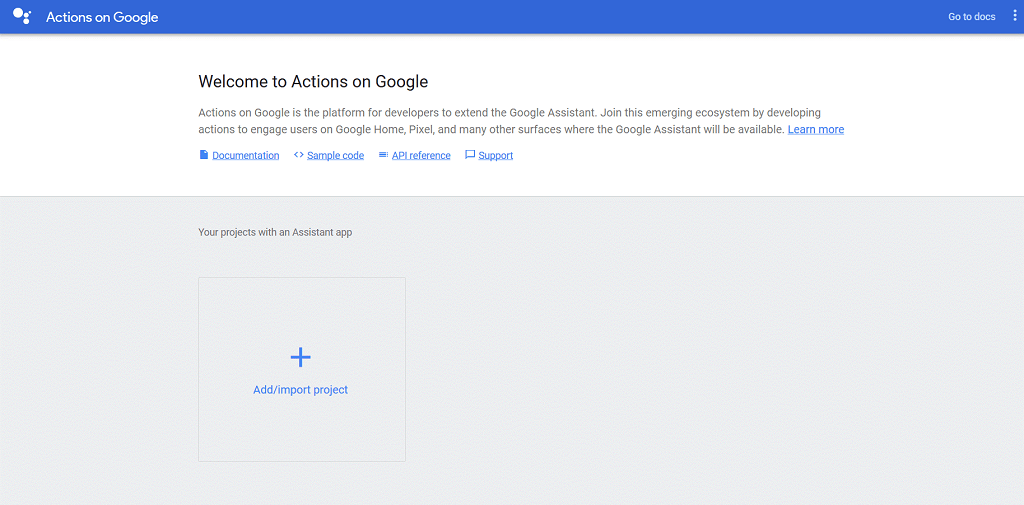 Actions on Google
Go to docs
Welcome to Actions on Google
Actions on Google is the platform for developers to extend the Google Assistant. Join this emerging ecosystem by developing
actions to engage users on Google Home, Pixel, and many other surfaces where the Google Assistant will be available. Learn more
Documentation
Sample code
API reference
Support
Your projects with an Assistant app
Add/import project